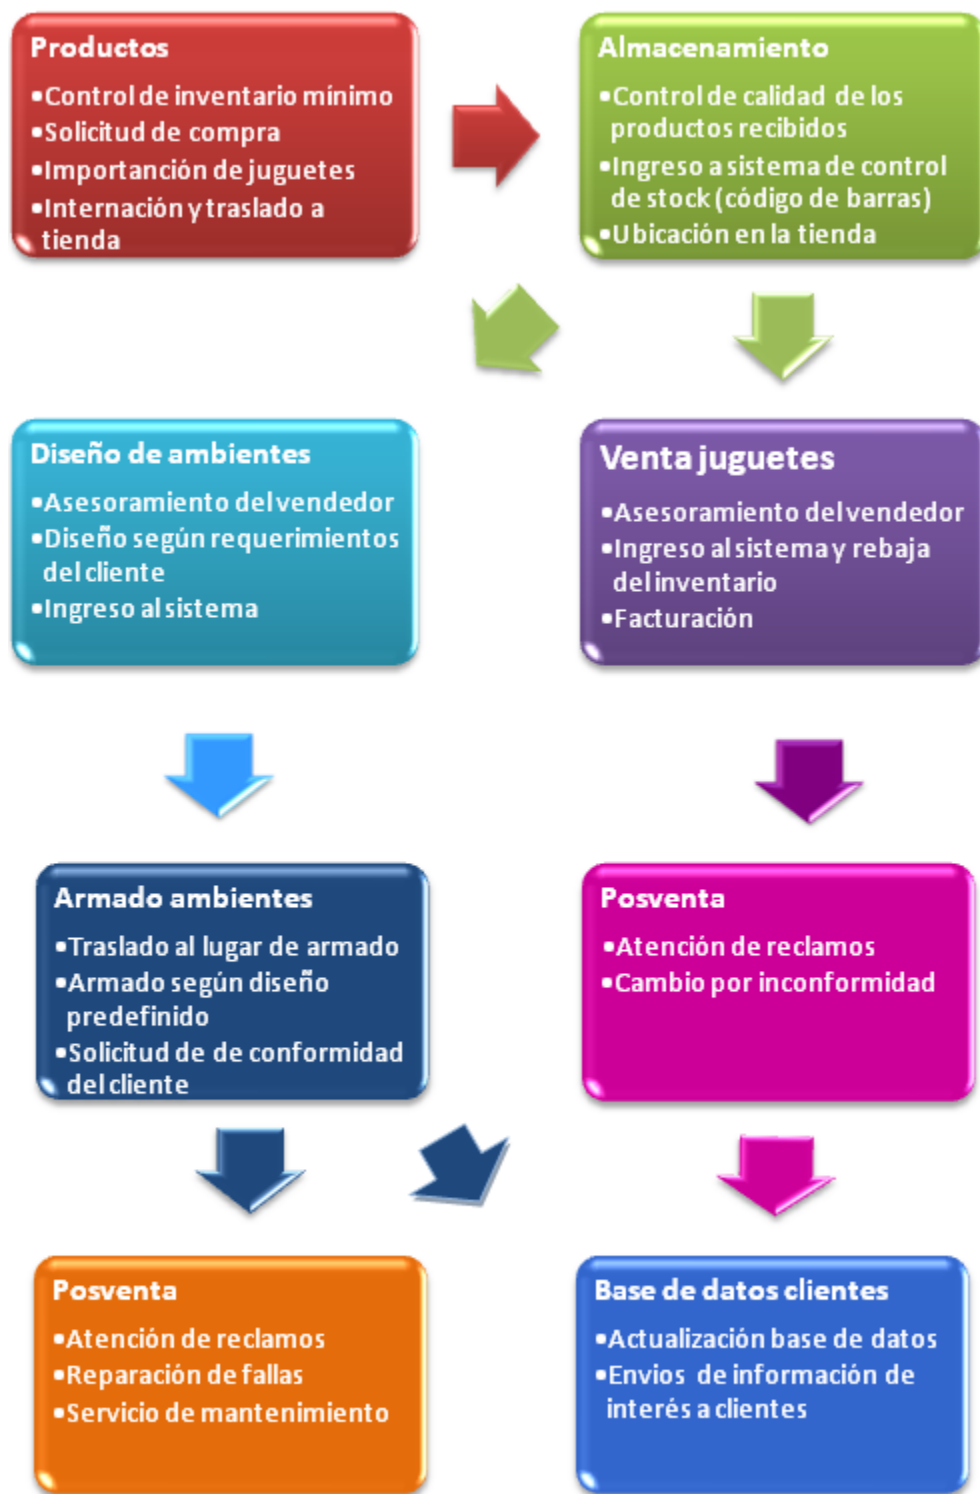 Productos
•Control de inventario mínimo
•Solicitud de compra
•Importanción de juguetes
•Internación y traslado a
tienda
Almacenamiento
•Control de calidad de los
productos recibidos
•Ingreso a sistema de control
de stock (código de barras)
•Ubicación en la tienda
Diseño de ambientes
•Asesoramiento del vendedor
•Diseño según requerimientos
del cliente
•Ingreso al sistema
Venta juguetes
•Asesoramiento del vendedor
•Ingreso al sistema y rebaja
del inventario
•Facturación
Armado ambientes
•Traslado al lugar de armado
•Armado según diseño
predefinido
•Solicitud de de conformidad
del cliente
Posventa
•Atención de reclamos
•Cambio por inconformidad
Posventa
•Atención de reclamos
•Reparación de fallas
•Servicio de mantenimiento
Base de datos clientes
•Actualización base de datos
•Envios de información de
interés a clientes